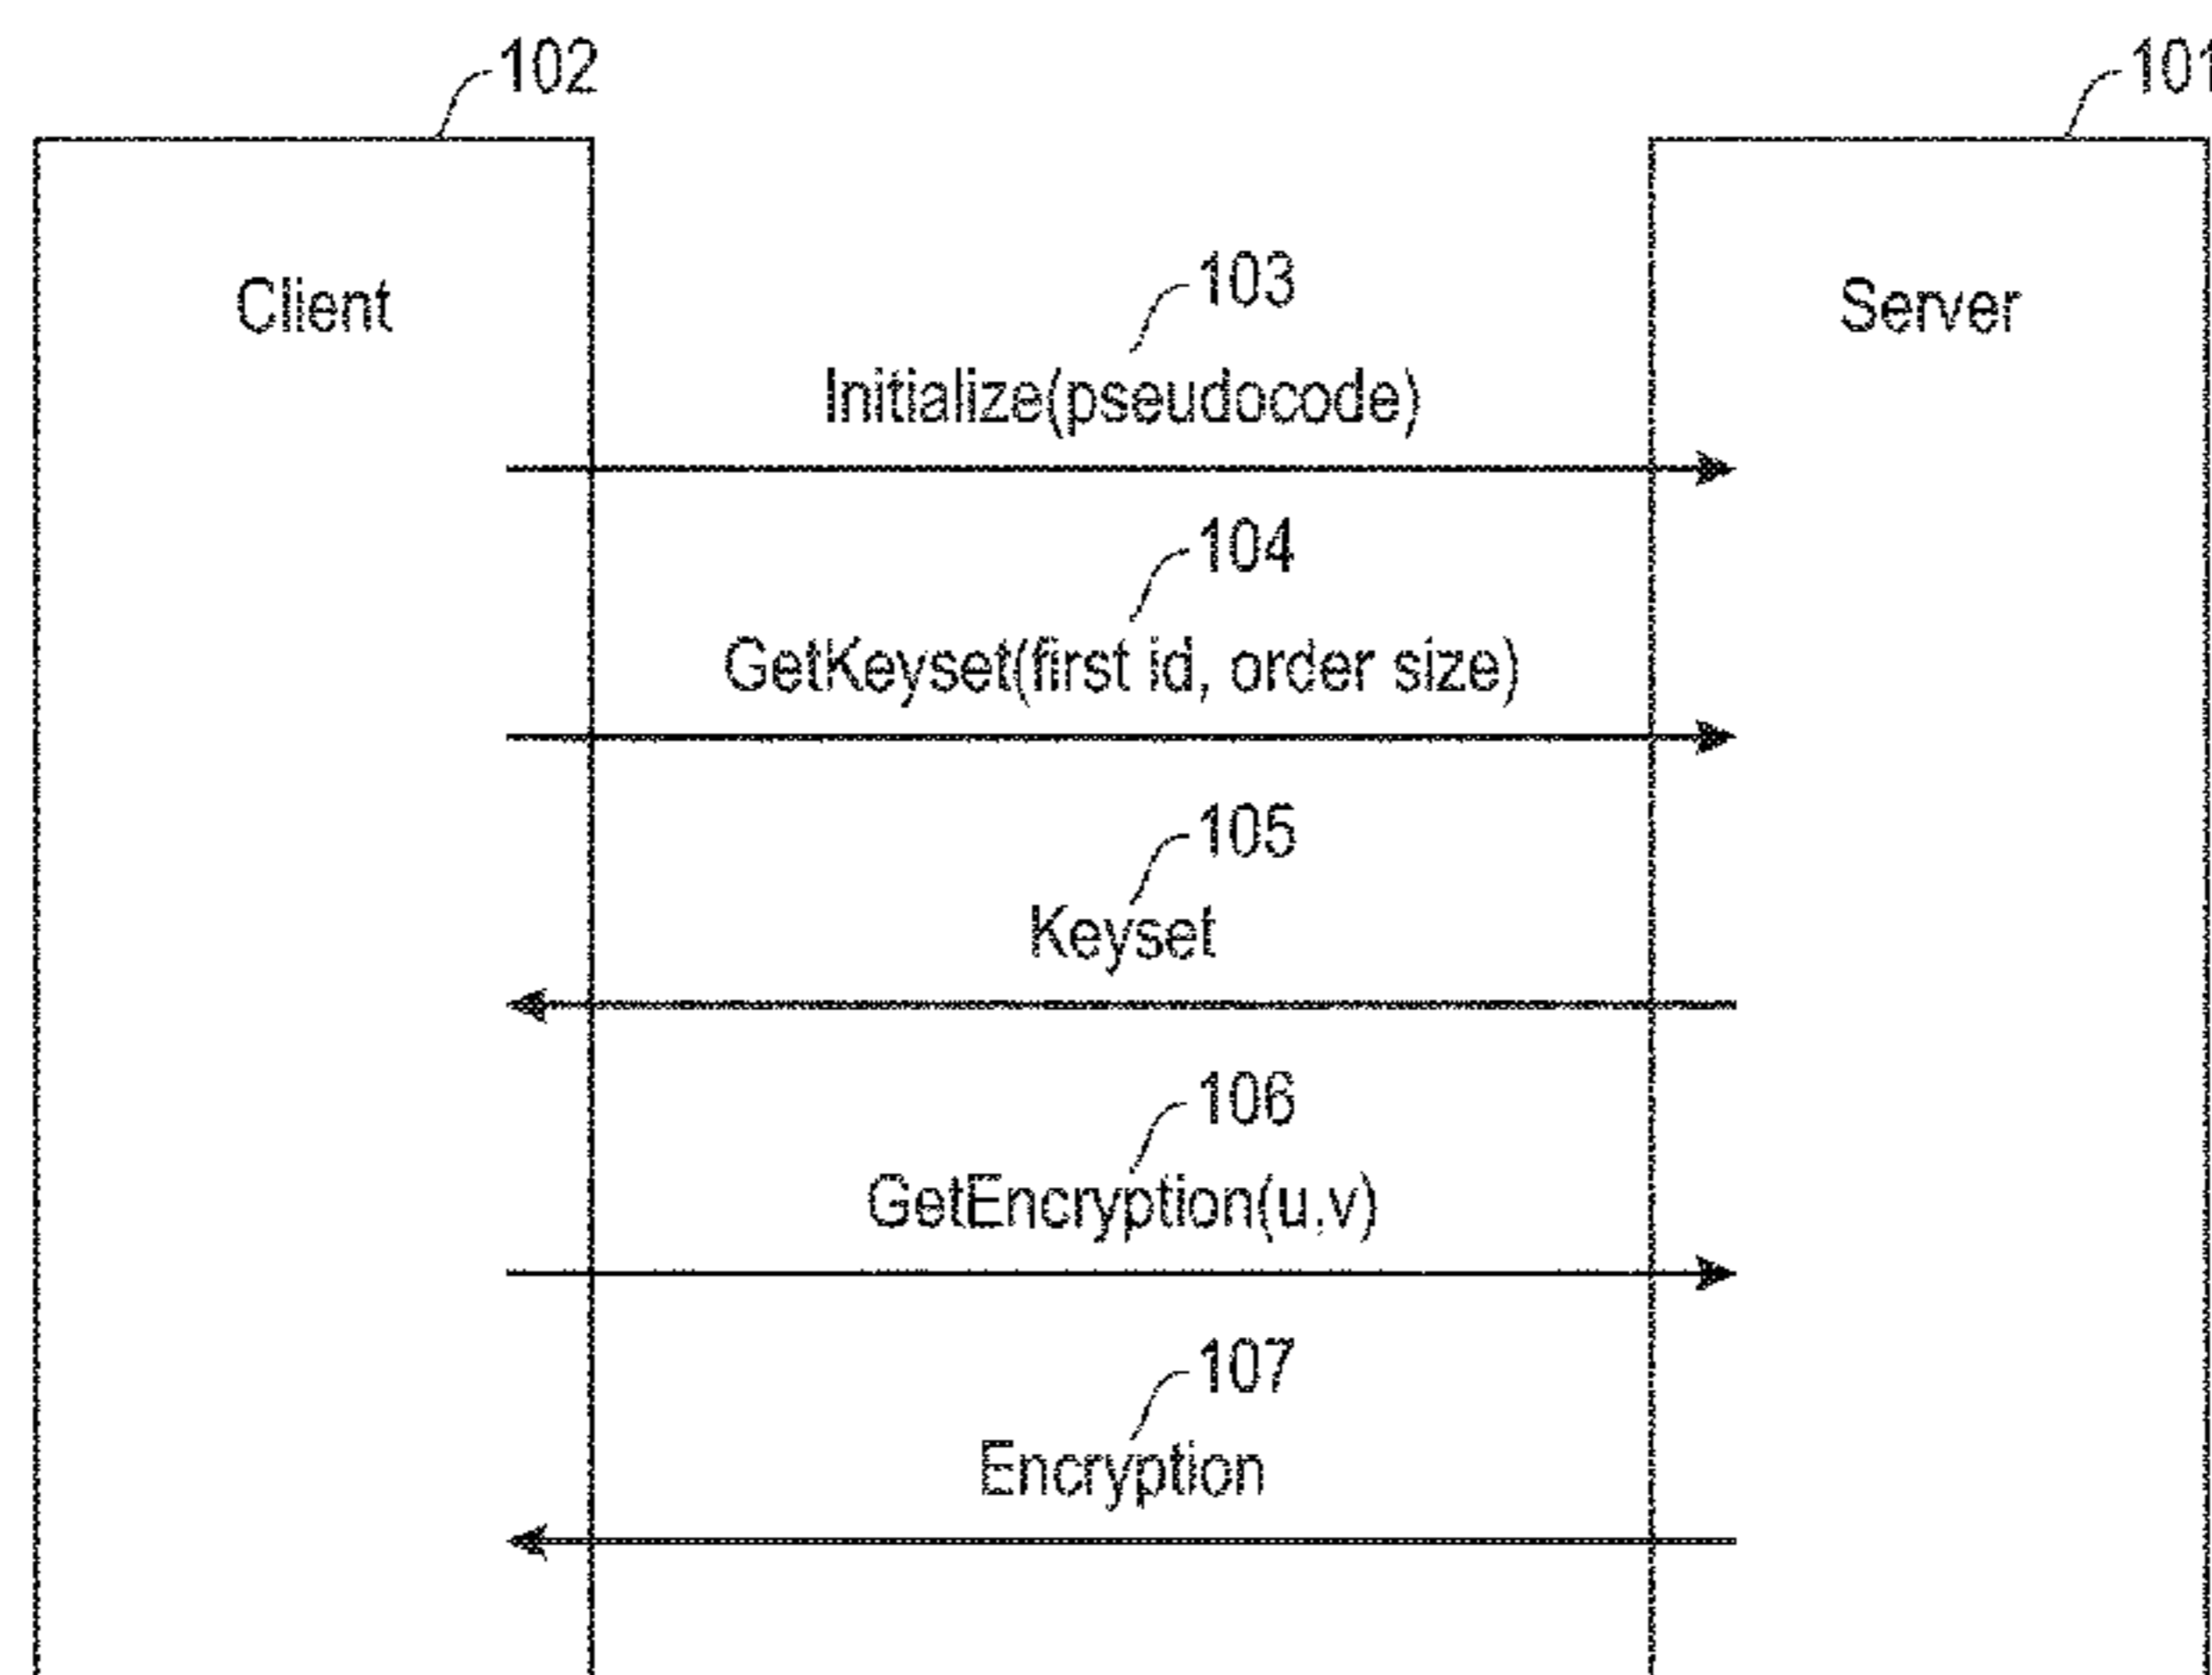 102
101
Client
Server
103
Initialize(pseudocode)
104
GetKeyset(first id, order size)
105
Keyset
106
GetEncryption(u,v)
107
Encryption